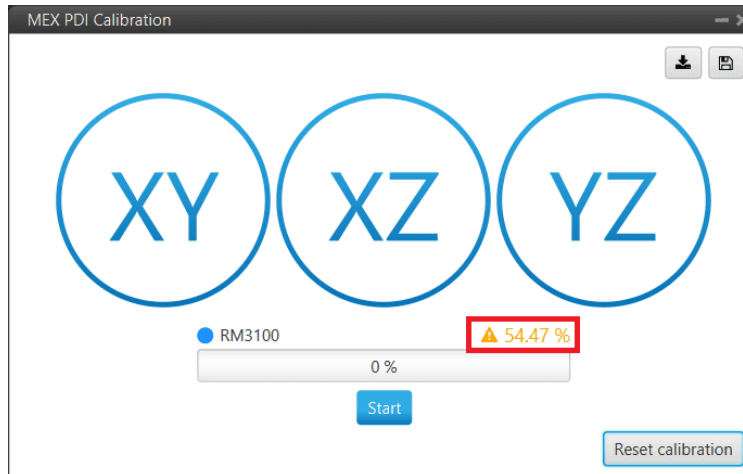 MEX PDI Calibration
XY XZ YZ
RM3100 54.47 %
0 %
Start
Reset calibration